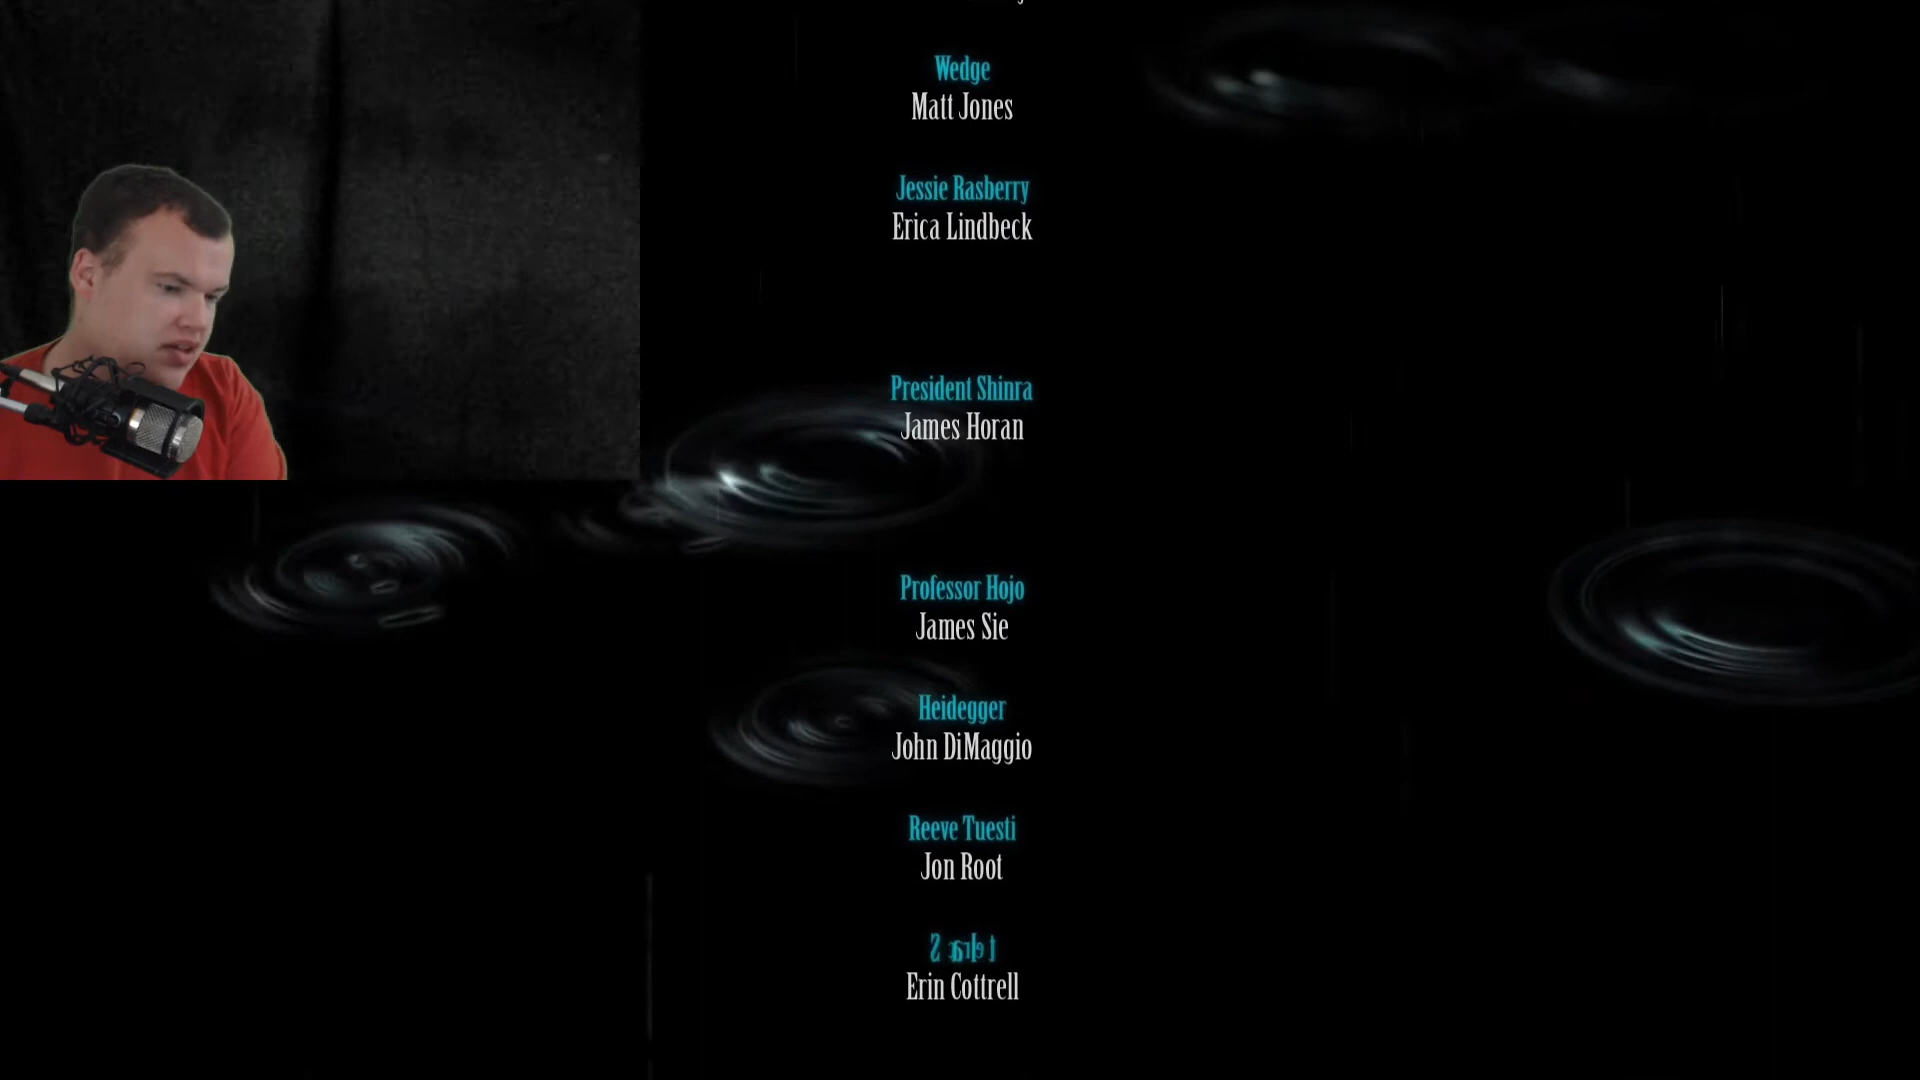 Wedge
Matt Jones
Jessie Rasberry
Erica Lindbeck
President Shinra
James Horan
Professor Hojo
James Sie
Heidegger
John DiMaggio
Reeve Tuesti
Jon Root
Erin Cottrell